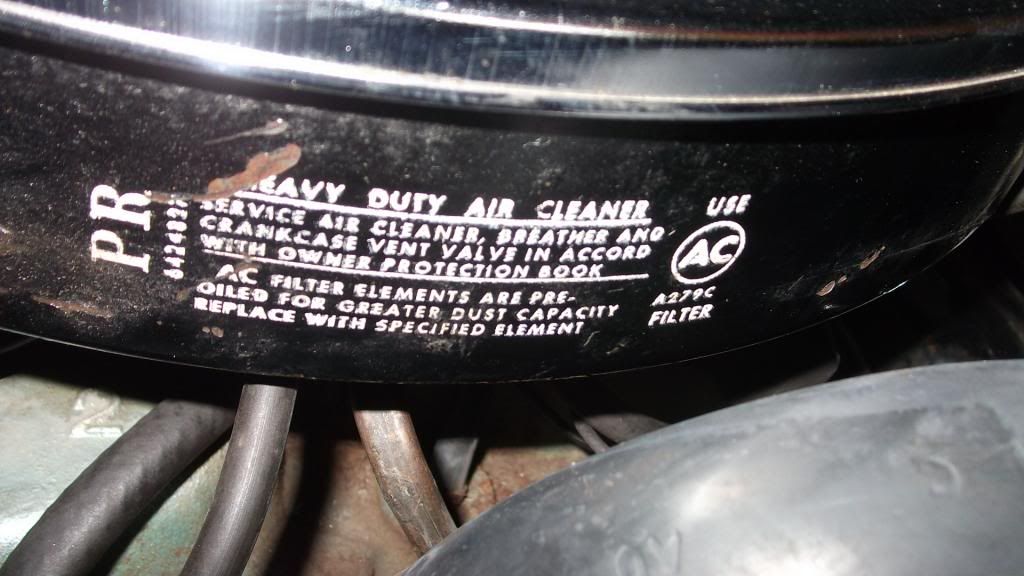 PR
HEAVY DUTY AIR CLEANER
SERVICE AIR CLEANER, BREATHER AND
CRANKCASE VENT VALVE IN ACCORD
WITH OWNER PROTECTION BOOK
AC FILTER ELEMENTS ARE PRE-
OILED FOR GREATER DUST CAPACITY
REPLACE WITH SPECIFIED ELEMENT
USE
AC
A279C
FILTER